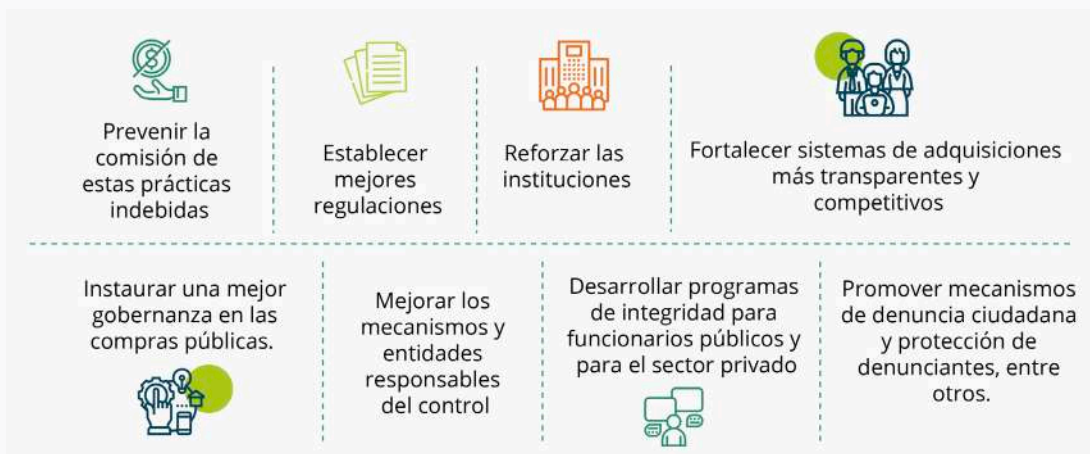 Prevenir la
comisión de
estas prácticas
indebidas
Establecer
mejores
regulaciones
Reforzar las
instituciones
Fortalecer sistemas de adquisiciones
más transparentes y
competitivos
Instaurar una mejor
gobernanza en las
compras públicas.
Mejorar los
mecanismos y
entidades
responsables
del control
Desarrollar programas
de integridad para
funcionarios públicos y
para el sector privado
Promover mecanismos
de denuncia ciudadana
y protección de
denunciantes, entre
otros.